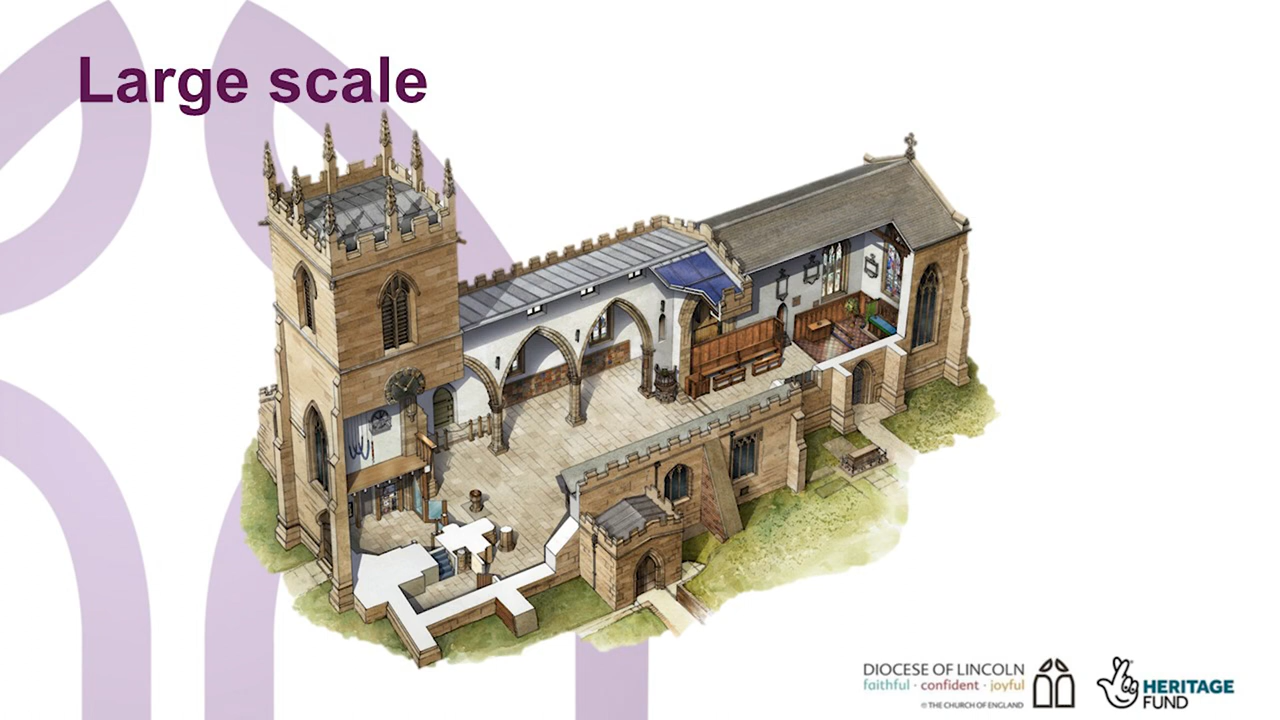 Large scale
DIOCESE OF LINCOLN
faithful · confident · joyful
© THE CHURCH OF ENGLAND
HERITAGE
FUND